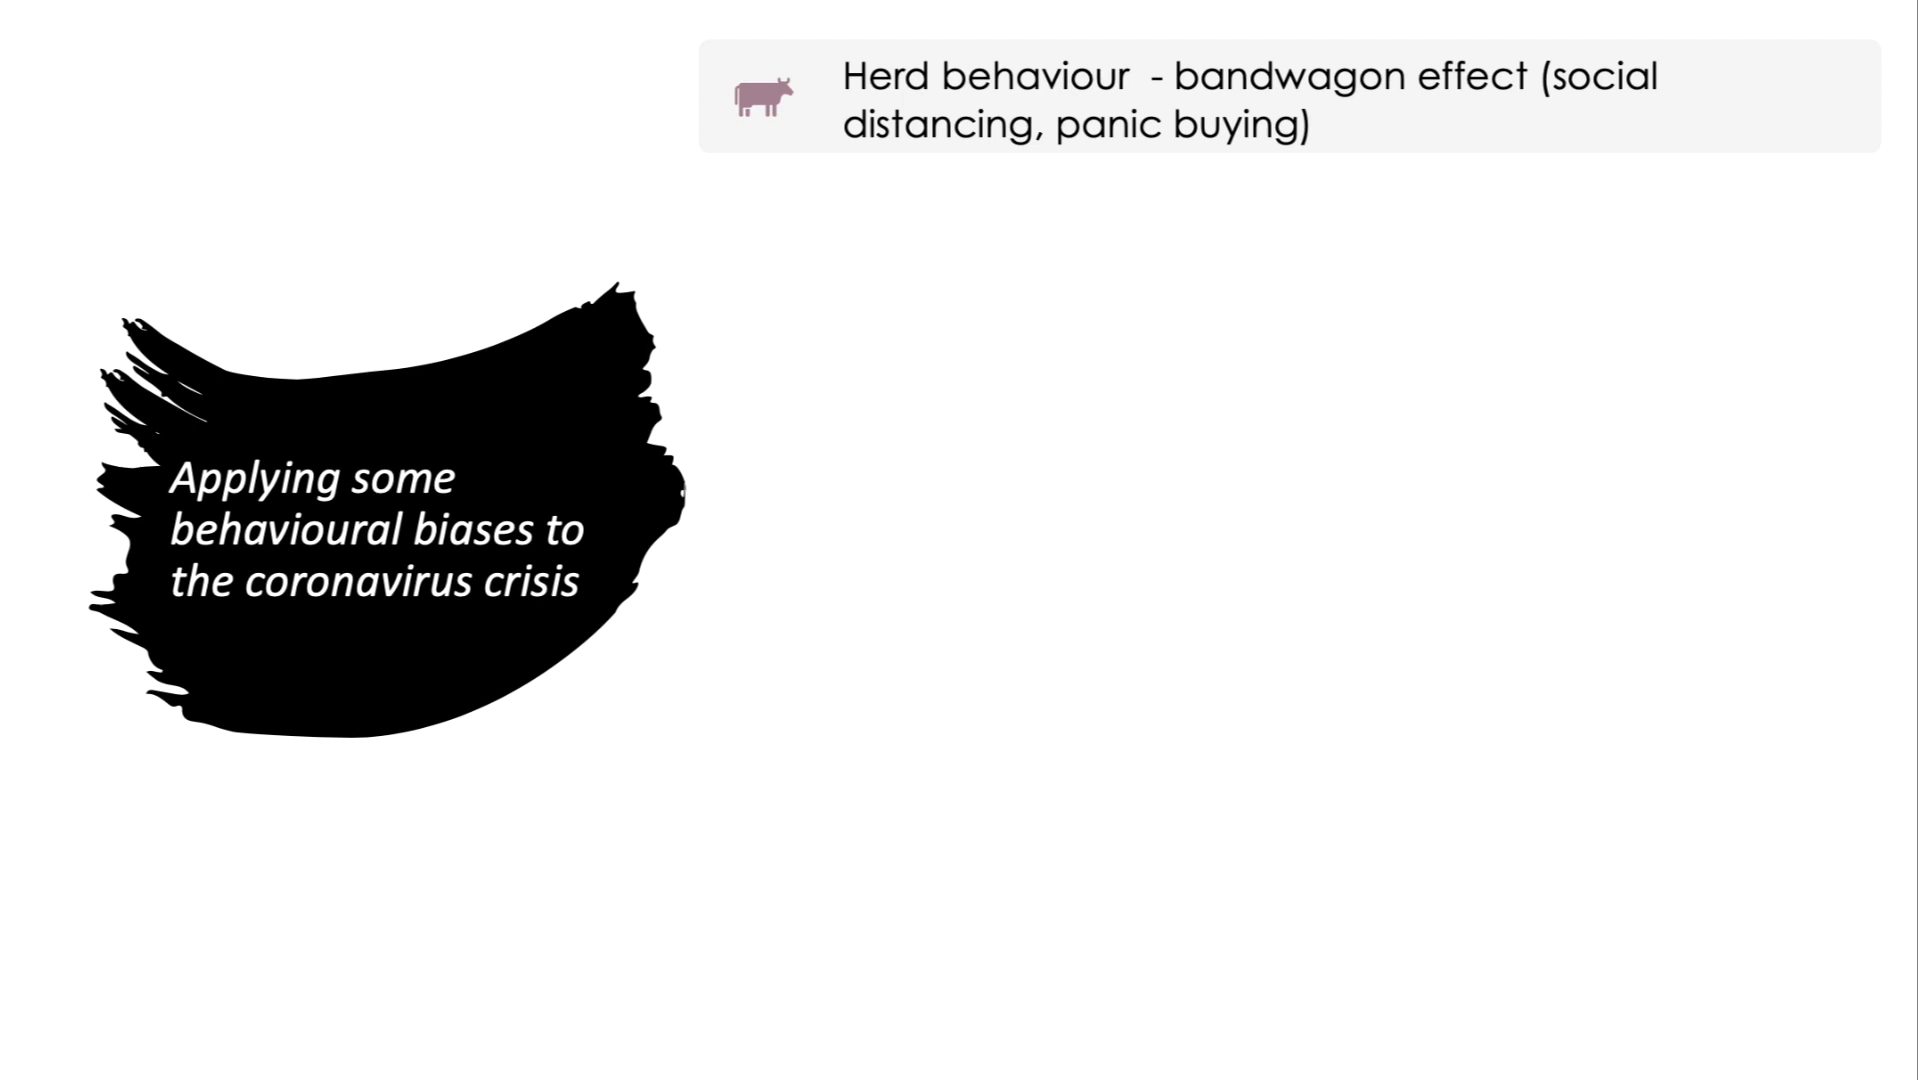 Herd behaviour  - bandwagon effect (social
distancing, panic buying)
Applying some
behavioural biases to
the coronavirus crisis